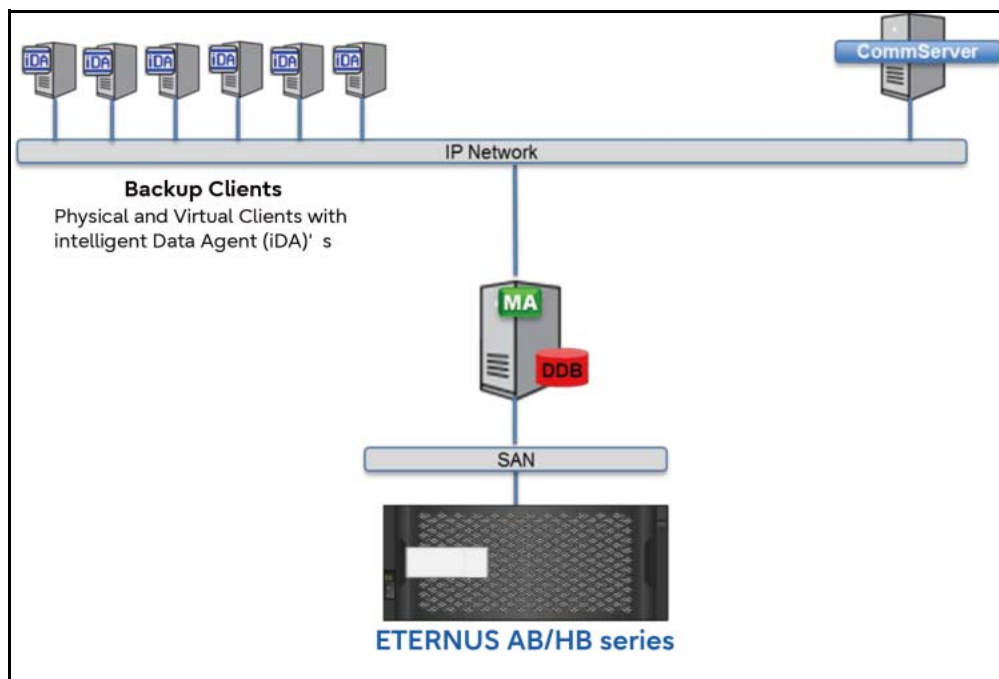 iDA iDA iDA iDA iDA iDA
CommServer
IP Network
Backup Clients
Physical and Virtual Clients with
intelligent Data Agent (iDA)' s
MA
DDB
SAN
ETERNUS AB/HB series